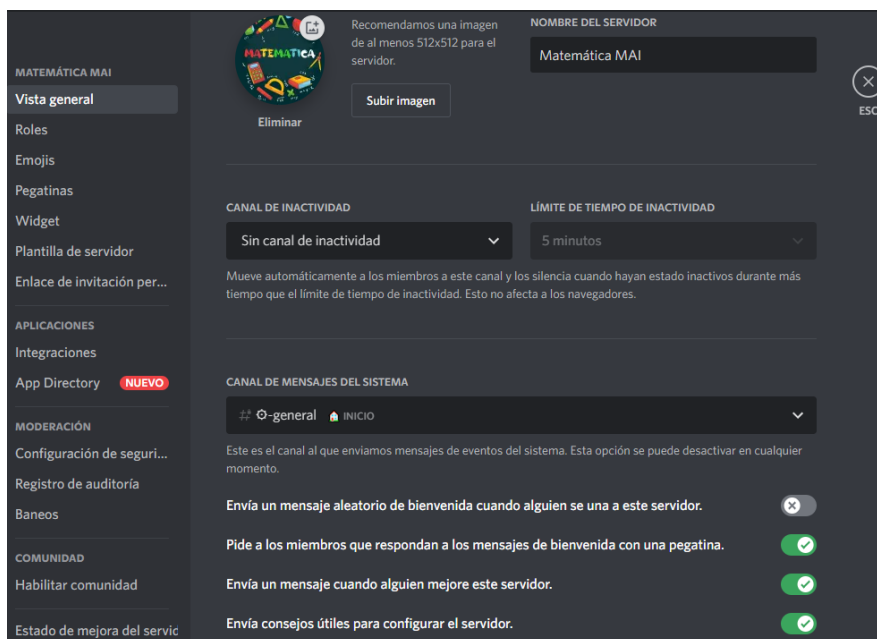 MATEMÁTICA MAI
Vista general
Roles
Emojis
Pegatinas
Widget
Plantilla de servidor
Enlace de invitación per...
APLICACIONES
Integraciones
App Directory NUEVO
MODERACIÓN
Configuración de seguri...
Registro de auditoría
Baneos
COMUNIDAD
Habilitar comunidad
Estado de mejora del servid
MATEMATICA
Eliminar
Recomendamos una imagen
de al menos 512x512 para el
servidor.
Subir imagen
NOMBRE DEL SERVIDOR
Matemática MAI
ESC
CANAL DE INACTIVIDAD
Sin canal de inactividad
LÍMITE DE TIEMPO DE INACTIVIDAD
5 minutos
Mueve automáticamente a los miembros a este canal y los silencia cuando hayan estado inactivos durante más
tiempo que el límite de tiempo de inactividad. Esto no afecta a los navegadores.
CANAL DE MENSAJES DEL SISTEMA
# ⚙-general 🏠 INICIO
Este es el canal al que enviamos mensajes de eventos del sistema. Esta opción se puede desactivar en cualquier
momento.
Envía un mensaje aleatorio de bienvenida cuando alguien se una a este servidor.
Pide a los miembros que respondan a los mensajes de bienvenida con una pegatina.
Envía un mensaje cuando alguien mejore este servidor.
Envía consejos útiles para configurar el servidor.